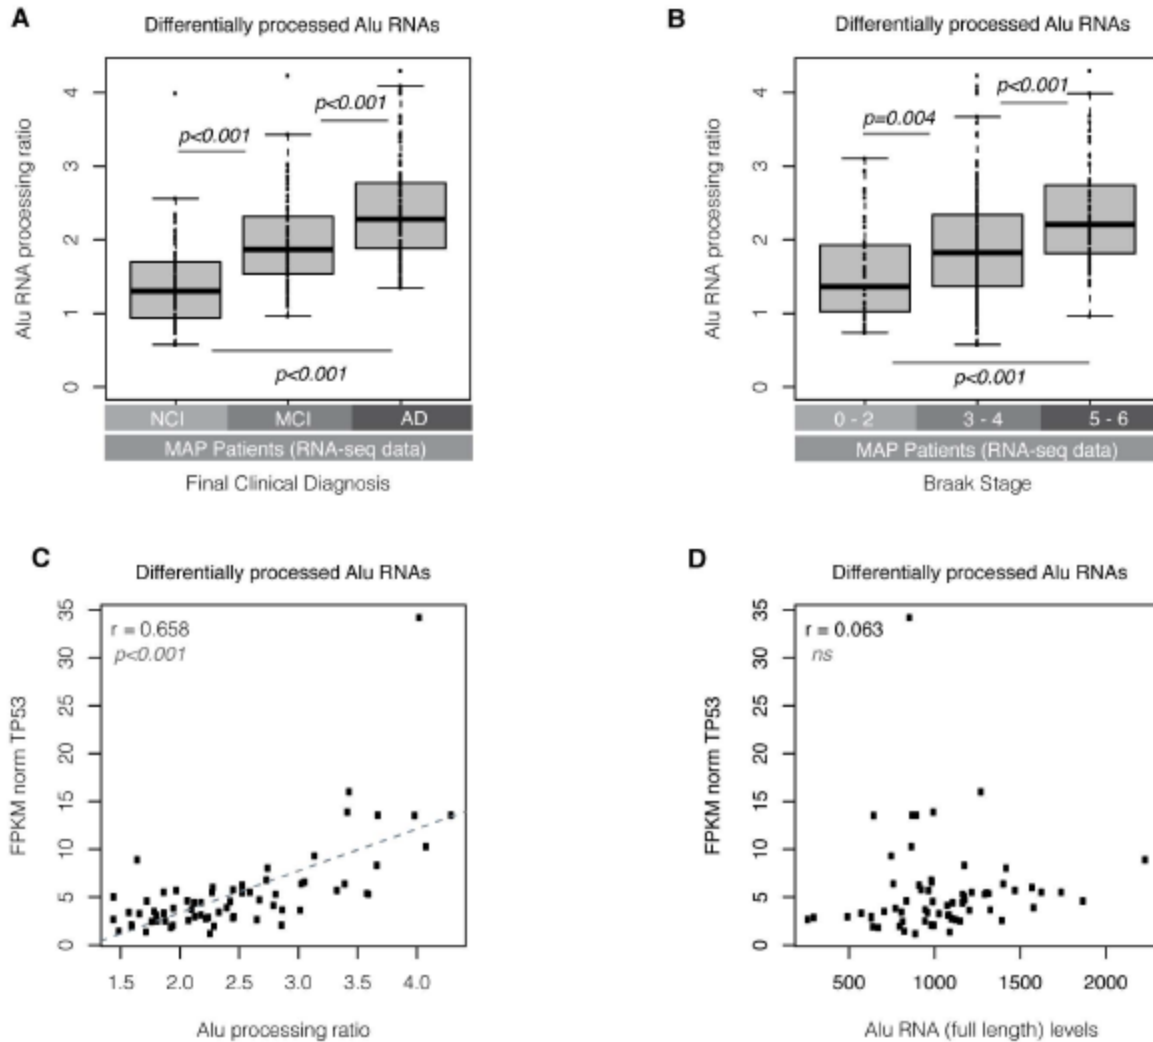 A
Differentially processed Alu RNAs
Alu RNA processing ratio
4
3
2
1
0
p<0.001
p<0.001
p<0.001
NCI MCI AD
MAP Patients (RNA-seq data)
Final Clinical Diagnosis
B
Differentially processed Alu RNAs
Alu RNA processing ratio
4
3
2
1
0
p=0.004
p<0.001
p<0.001
0 - 2 3 - 4 5 - 6
MAP Patients (RNA-seq data)
Braak Stage
C
Differentially processed Alu RNAs
FPKM norm TP53
35
30
25
20
15
10
5
0
r = 0.658
p<0.001
1.5 2.0 2.5 3.0 3.5 4.0
Alu processing ratio
D
Differentially processed Alu RNAs
FPKM norm TP53
35
30
25
20
15
10
5
0
r = 0.063
ns
500 1000 1500 2000
Alu RNA (full length) levels